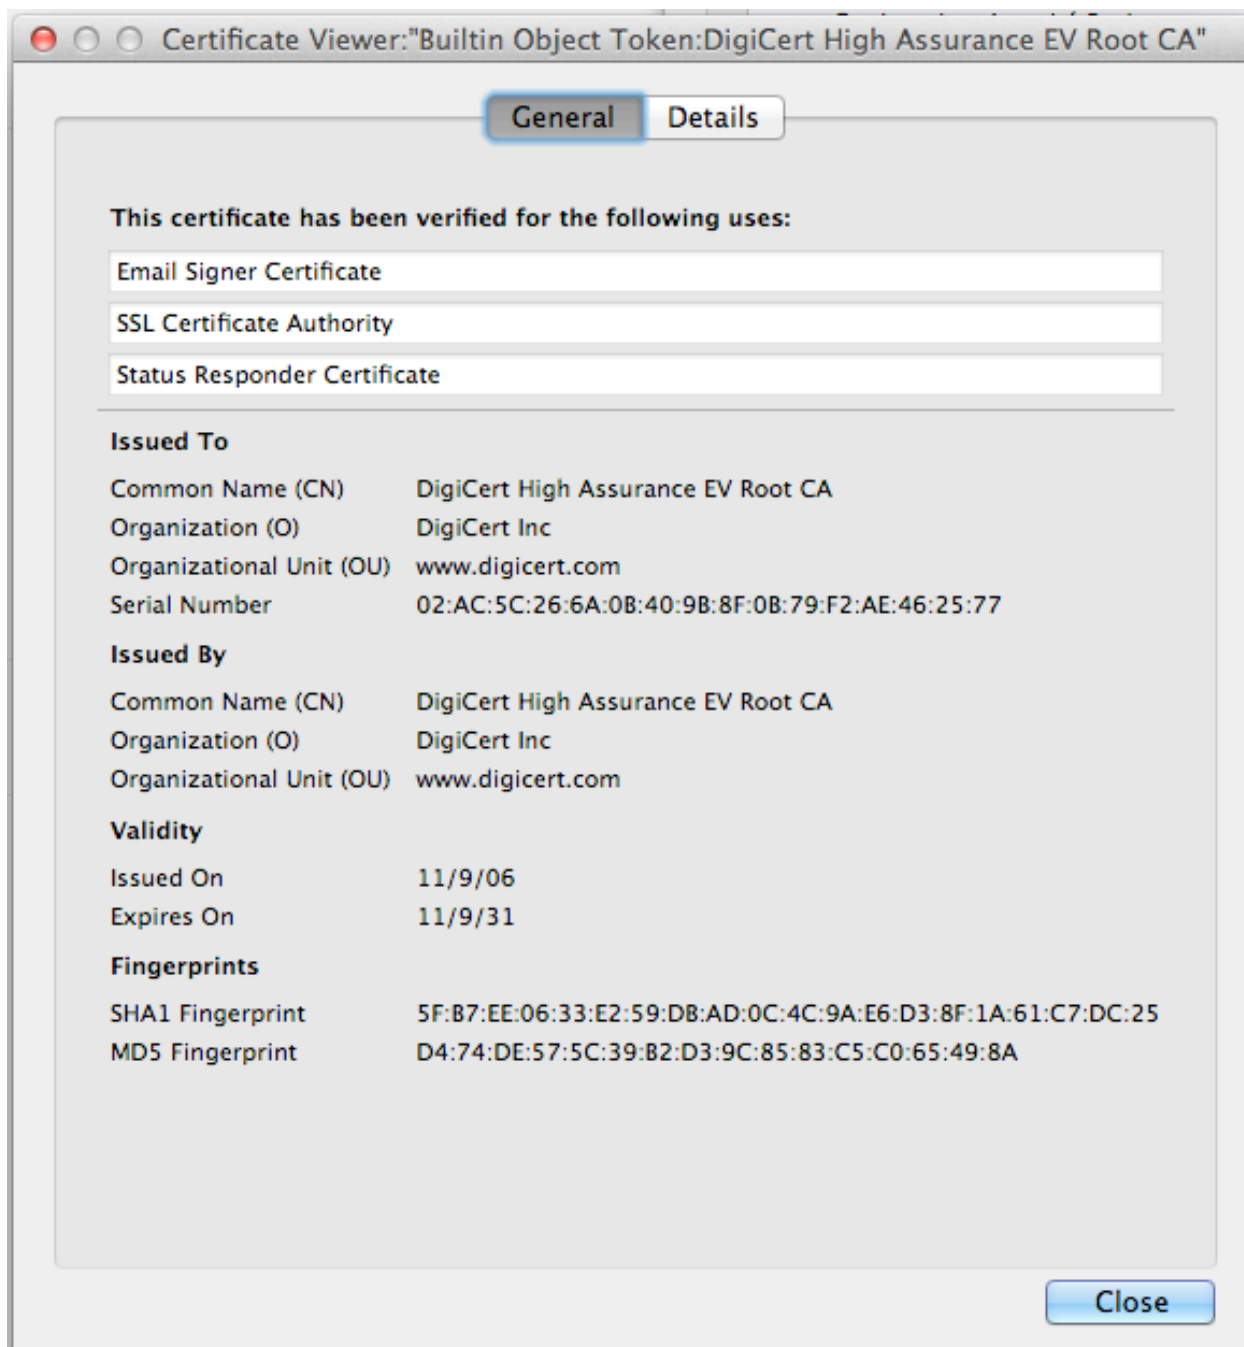 Certificate Viewer:"Builtin Object Token:DigiCert High Assurance EV Root CA"
General Details
This certificate has been verified for the following uses:
Email Signer Certificate
SSL Certificate Authority
Status Responder Certificate
Issued To
Common Name (CN) DigiCert High Assurance EV Root CA
Organization (O) DigiCert Inc
Organizational Unit (OU) www.digicert.com
Serial Number 02:AC:5C:26:6A:0B:40:9B:8F:0B:79:F2:AE:46:25:77
Issued By
Common Name (CN) DigiCert High Assurance EV Root CA
Organization (O) DigiCert Inc
Organizational Unit (OU) www.digicert.com
Validity
Issued On 11/9/06
Expires On 11/9/31
Fingerprints
SHA1 Fingerprint 5F:B7:EE:06:33:E2:59:DB:AD:0C:4C:9A:E6:D3:8F:1A:61:C7:DC:25
MD5 Fingerprint D4:74:DE:57:5C:39:B2:D3:9C:85:83:C5:C0:65:49:8A
Close